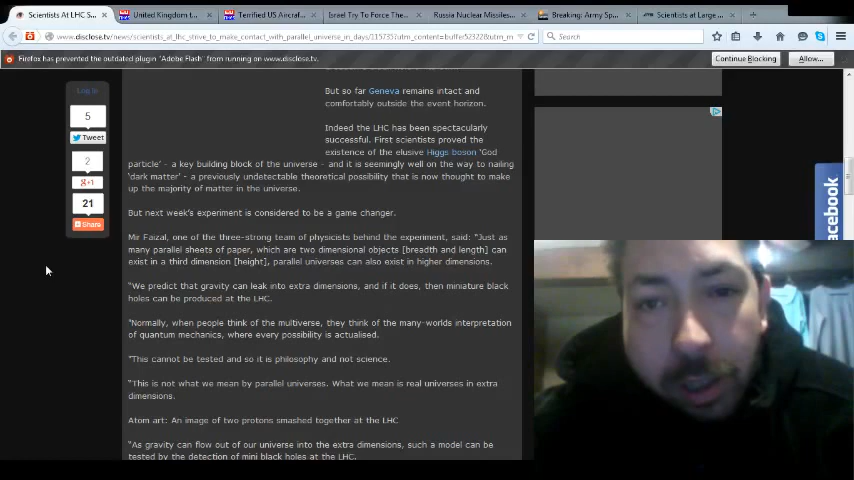 Scientists At LHC S...
United Kingdom t...
Terrified US Aircraf...
Israel Try To Force The...
Russia Nuclear Missiles...
Breaking: Army Sp...
Scientists at Large ...
www.disclose.tv/news/scientists_at_lhc_strive_to_make_contact_with_parallel_universe_in_days/115735?utm_content=buffer52322&utm_m
Search
Firefox has prevented the outdated plugin "Adobe Flash" from running on www.disclose.tv.
Continue Blocking
Allow...
Log in
5
Tweet
2
+1
21
Share
But so far Geneva remains intact and
comfortably outside the event horizon.
Indeed the LHC has been spectacularly
successful. First scientists proved the
existence of the elusive Higgs boson 'God
particle' - a key building block of the universe - and it is seemingly well on the way to nailing
'dark matter' - a previously undetectable theoretical possibility that is now thought to make
up the majority of matter in the universe.
But next week's experiment is considered to be a game changer.
Mir Faizal, one of the three-strong team of physicists behind the experiment, said: "Just as
many parallel sheets of paper, which are two dimensional objects [breadth and length] can
exist in a third dimension [height], parallel universes can also exist in higher dimensions.
"We predict that gravity can leak into extra dimensions, and if it does, then miniature black
holes can be produced at the LHC.
"Normally, when people think of the multiverse, they think of the many-worlds interpretation
of quantum mechanics, where every possibility is actualised.
"This cannot be tested and so it is philosophy and not science.
"This is not what we mean by parallel universes. What we mean is real universes in extra
dimensions.
Atom art: An image of two protons smashed together at the LHC
"As gravity can flow out of our universe into the extra dimensions, such a model can be
tested by the detection of mini black holes at the LHC.
facebook